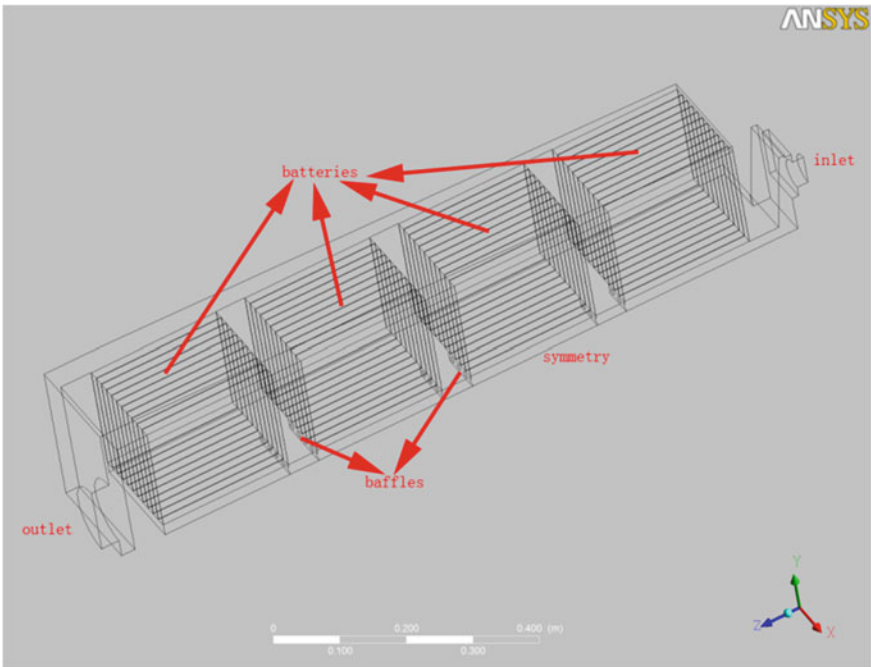 ANSYS
batteries
inlet
symmetry
baffles
outlet
0 0.200 0.400 (m)
0.100 0.300
Y
Z
X